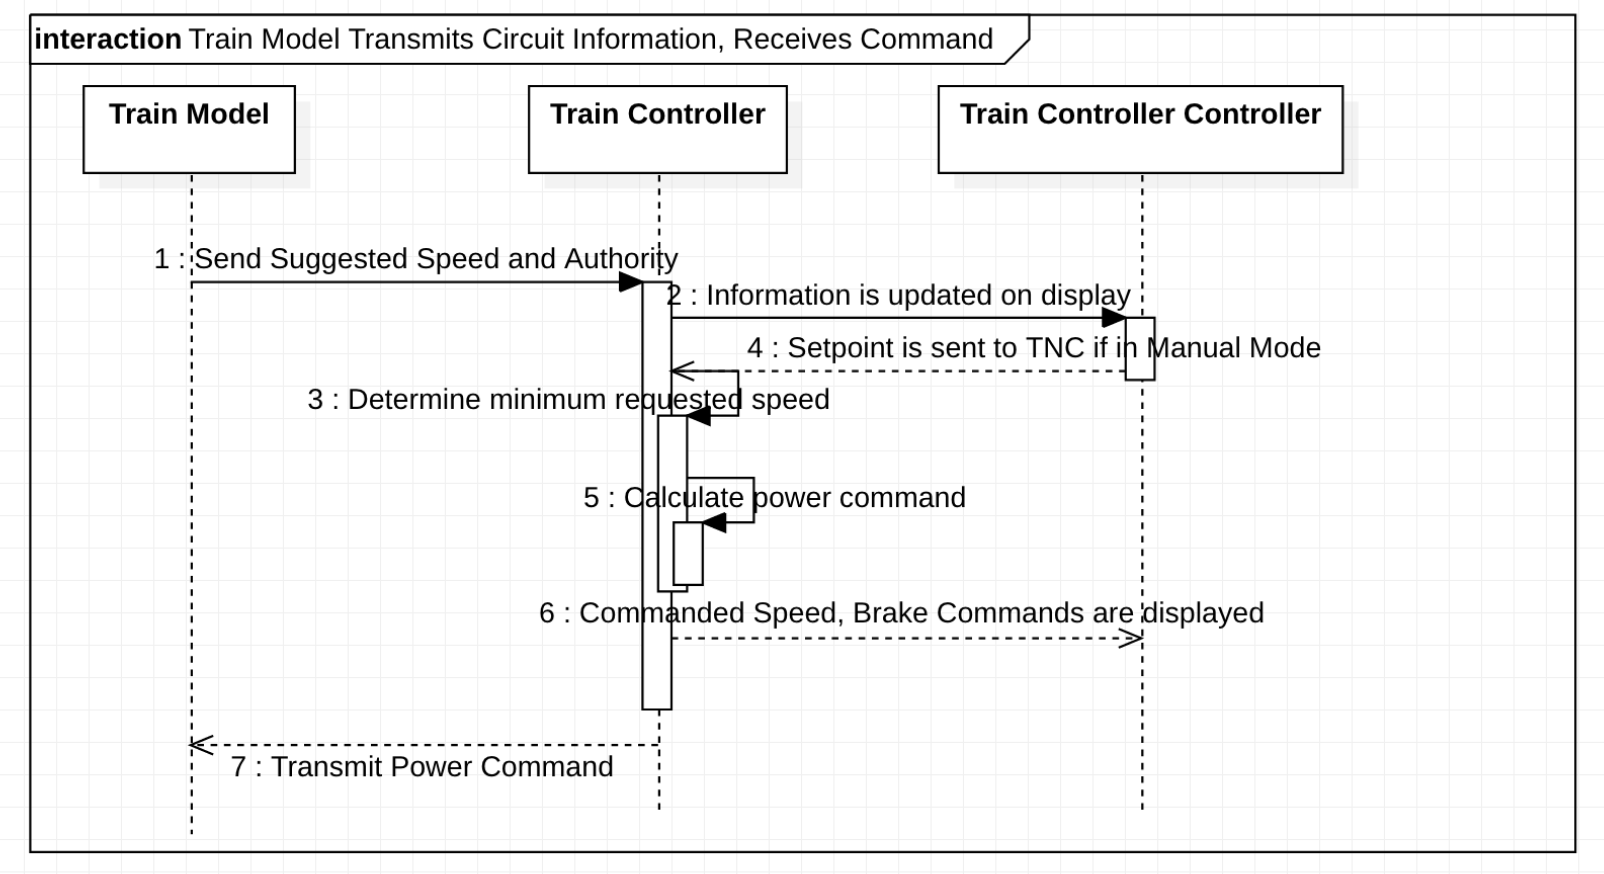 interaction Train Model Transmits Circuit Information, Receives Command
Train Model
Train Controller
Train Controller Controller
1 : Send Suggested Speed and Authority
2 : Information is updated on display
4 : Setpoint is sent to TNC if in Manual Mode
3 : Determine minimum requested speed
5 : Calculate power command
6 : Commanded Speed, Brake Commands are displayed
7 : Transmit Power Command